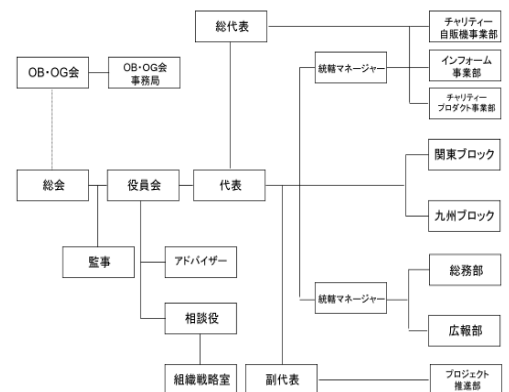 総代表
チャリティー
自販機事業部
OB・OG会
OB・OG会
事務局
統轄マネージャー
インフォーム
事業部
チャリティー
プロダクト事業部
関東ブロック
総会
役員会
代表
九州ブロック
監事
アドバイザー
総務部
統轄マネージャー
相談役
広報部
組織戦略室
副代表
プロジェクト
推進部